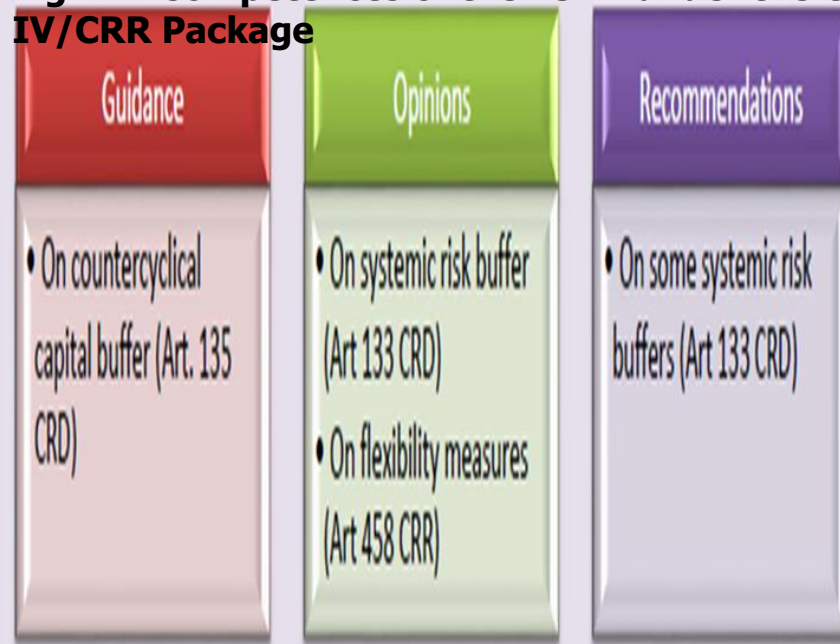 IV/CRR Package
Guidance
• On countercyclical
capital buffer (Art. 135
CRD)
Opinions
• On systemic risk buffer
(Art 133 CRD)
• On flexibility measures
(Art 458 CRR)
Recommendations
• On some systemic risk
buffers (Art 133 CRD)